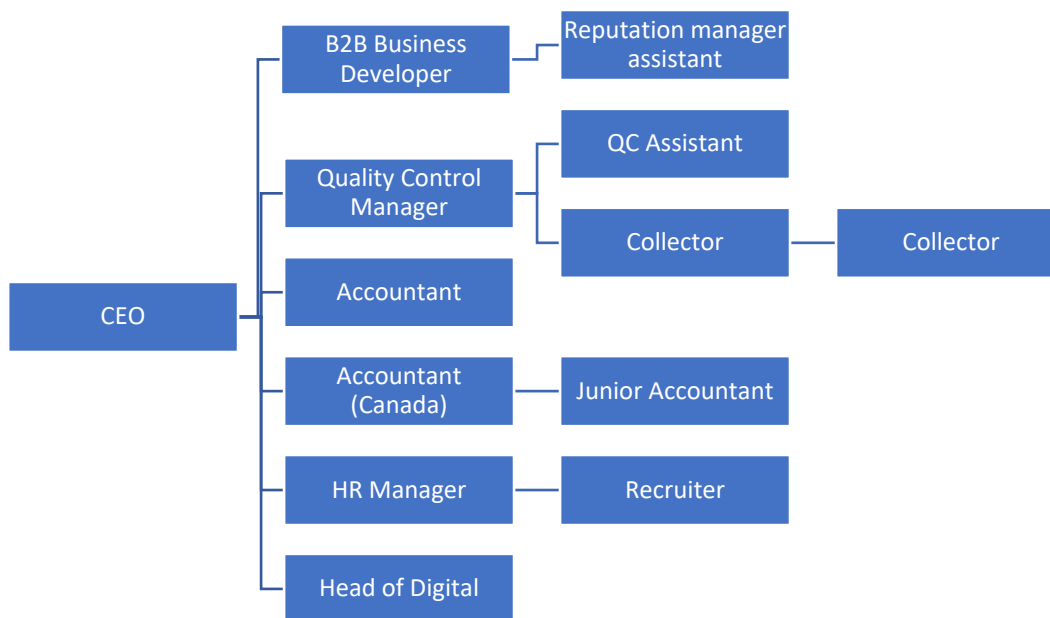 B2B Business
Developer
Reputation manager
assistant
QC Assistant
Quality Control
Manager
Collector
Collector
Accountant
CEO
Accountant
(Canada)
Junior Accountant
HR Manager
Recruiter
Head of Digital